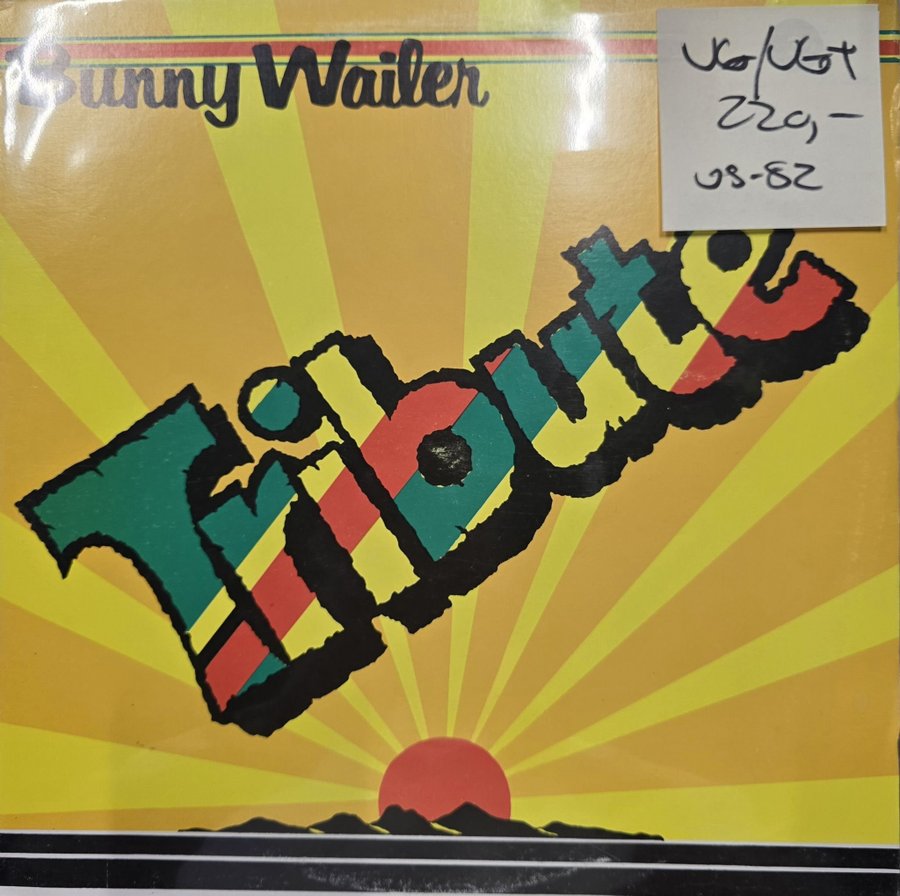 Bunny Wailer
VG/VG+
220,-
US-82
Tribute